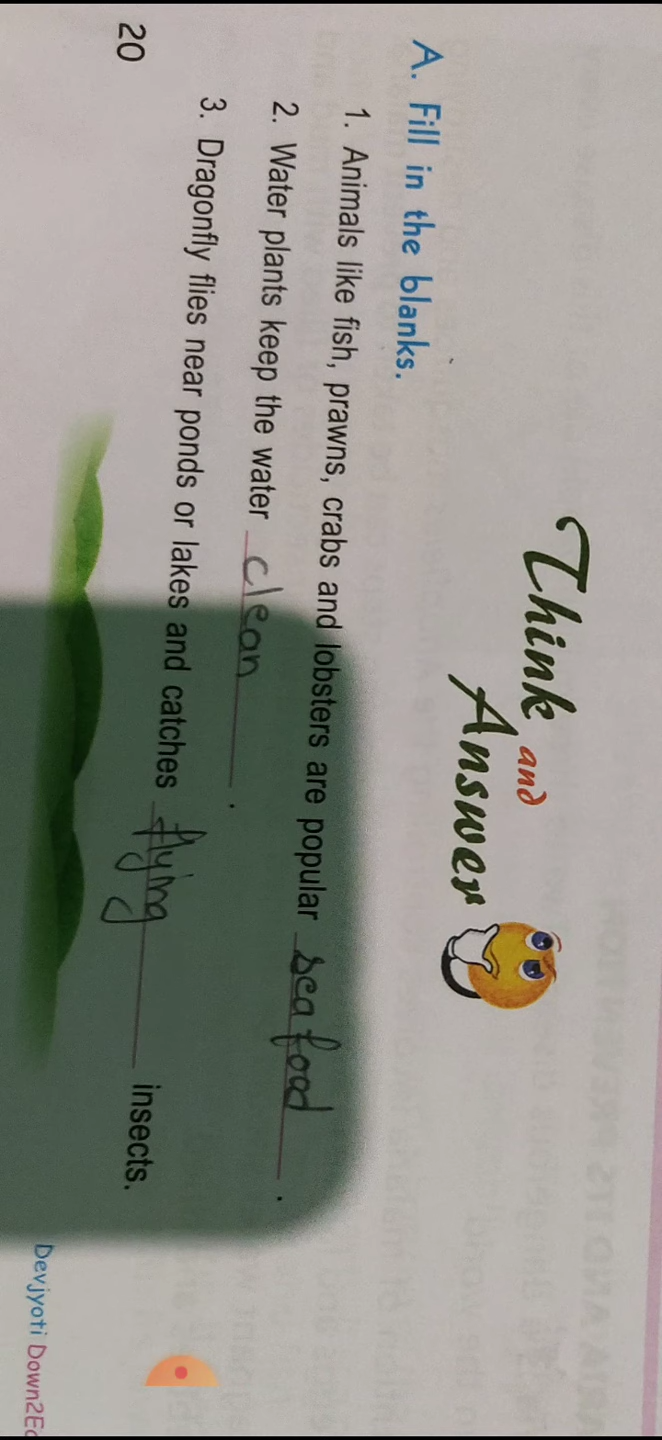 Think and
Answer
A. Fill in the blanks.
1. Animals like fish, prawns, crabs and lobsters are popular sea food.
2. Water plants keep the water clean.
3. Dragonfly flies near ponds or lakes and catches flying insects.
20
Devjyoti Down2Ea